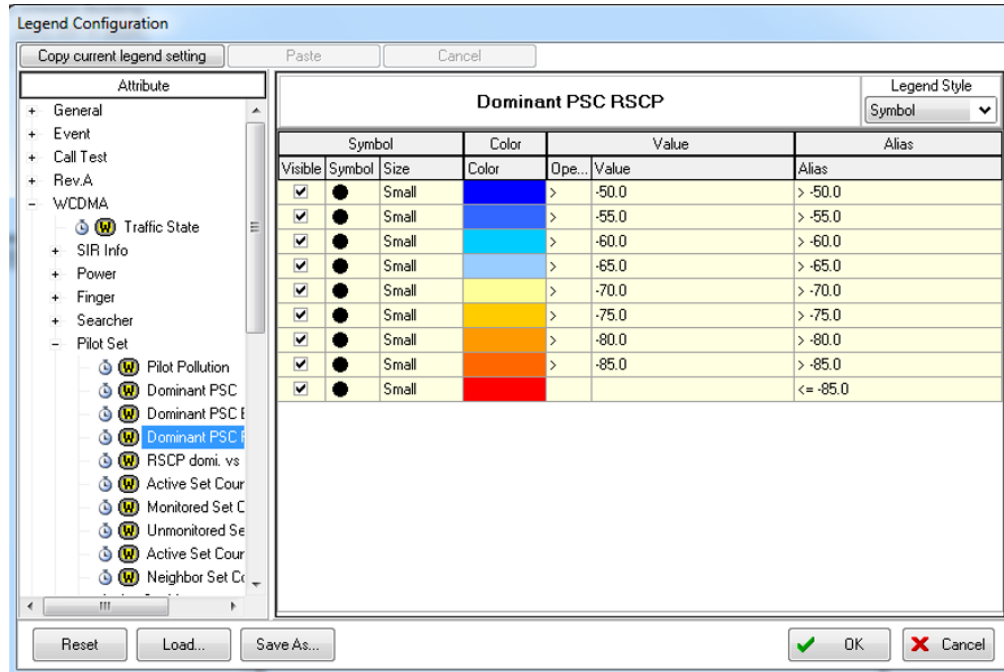 Legend Configuration
Copy current legend setting Paste Cancel
Attribute
+ General
+ Event
+ Call Test
+ Rev.A
- WCDMA
W Traffic State
+ SIR Info
+ Power
+ Finger
+ Searcher
- Pilot Set
W Pilot Pollution
W Dominant PSC
W Dominant PSC E
W Dominant PSC F
W RSCP domi. vs
W Active Set Cour
W Monitored Set C
W Unmonitored Se
W Active Set Cour
W Neighbor Set Co
Dominant PSC RSCP
Legend Style
Symbol
Symbol Color Value Alias
Visible Symbol Size Color Ope... Value Alias
Small > -50.0 > -50.0
Small > -55.0 > -55.0
Small > -60.0 > -60.0
Small > -65.0 > -65.0
Small > -70.0 > -70.0
Small > -75.0 > -75.0
Small > -80.0 > -80.0
Small > -85.0 > -85.0
Small <= -85.0
Reset Load... Save As... OK Cancel